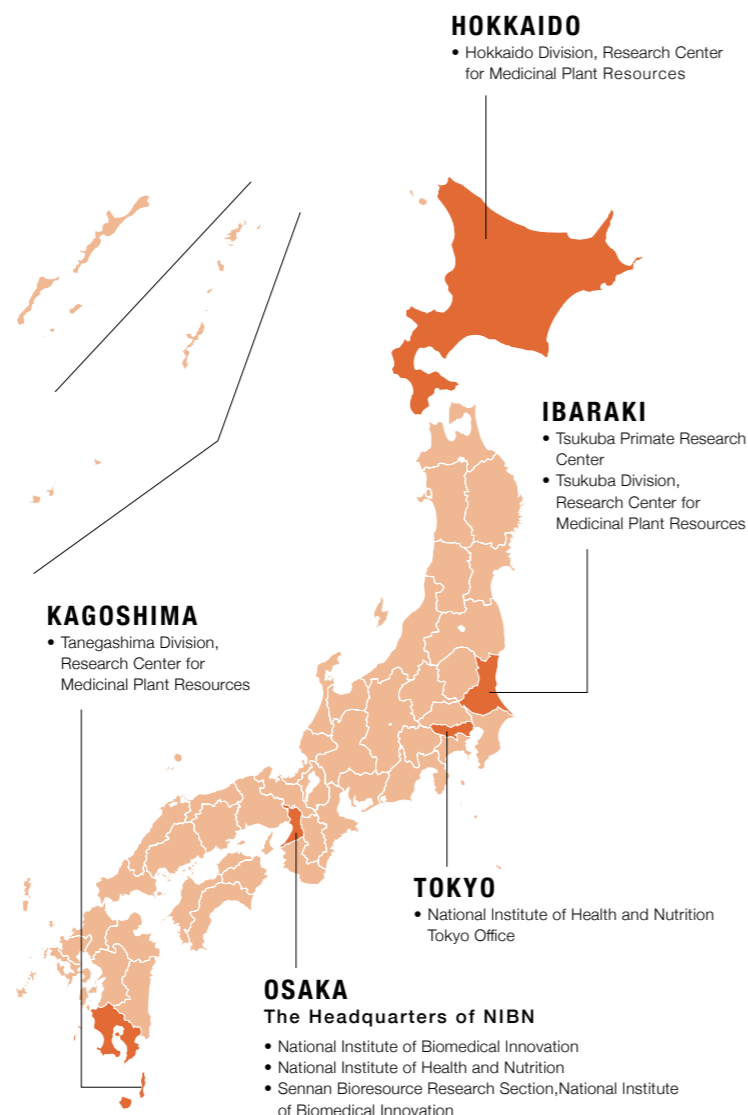 HOKKAIDO
• Hokkaido Division, Research Center
for Medicinal Plant Resources
IBARAKI
• Tsukuba Primate Research
Center
• Tsukuba Division,
Research Center for
Medicinal Plant Resources
KAGOSHIMA
• Tanegashima Division,
Research Center for
Medicinal Plant Resources
TOKYO
• National Institute of Health and Nutrition
Tokyo Office
OSAKA
The Headquarters of NIBN
• National Institute of Biomedical Innovation
• National Institute of Health and Nutrition
• Sennan Bioresource Research Section,National Institute
of Biomedical Innovation